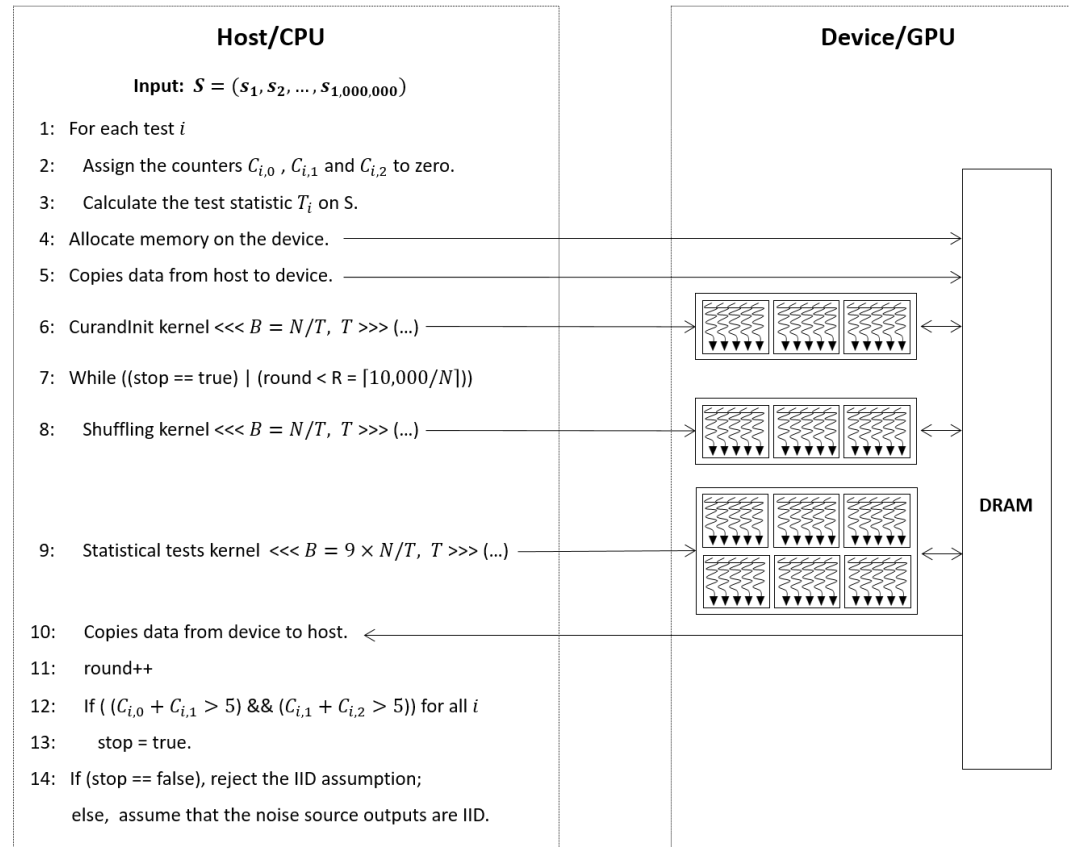 Host/CPU
Device/GPU
Input: S = (s₁, s₂, … , s₁,₀₀₀,₀₀₀)
1: For each test i
2: Assign the counters Cᵢ,₀ , Cᵢ,₁ and Cᵢ,₂ to zero.
3: Calculate the test statistic Tᵢ on S.
4: Allocate memory on the device.
5: Copies data from host to device.
6: CurandInit kernel <<< B = N/T, T >>> (…)
7: While ((stop == true) | (round < R = ⌈10,000/N⌉))
8: Shuffling kernel <<< B = N/T, T >>> (…)
DRAM
9: Statistical tests kernel <<< B = 9 × N/T, T >>> (…)
10: Copies data from device to host.
11: round++
12: If ( (Cᵢ,₀ + Cᵢ,₁ > 5) && (Cᵢ,₁ + Cᵢ,₂ > 5)) for all i
13: stop = true.
14: If (stop == false), reject the IID assumption;
else, assume that the noise source outputs are IID.